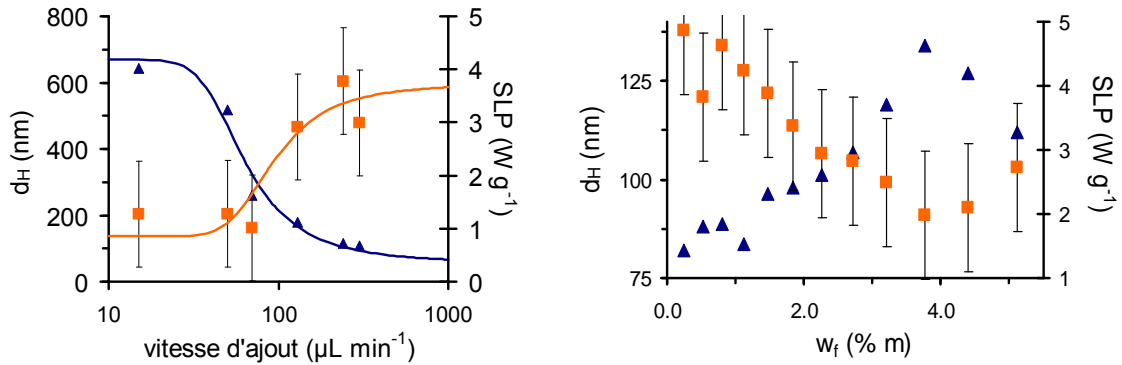 800
600
400
200
0
dH (nm)
5
4
3
2
1
0
SLP (W g-1)
10 100 1000
vitesse d'ajout (µL min-1)
125
100
75
dH (nm)
5
4
3
2
1
SLP (W g-1)
0.0 2.0 4.0
wf (% m)